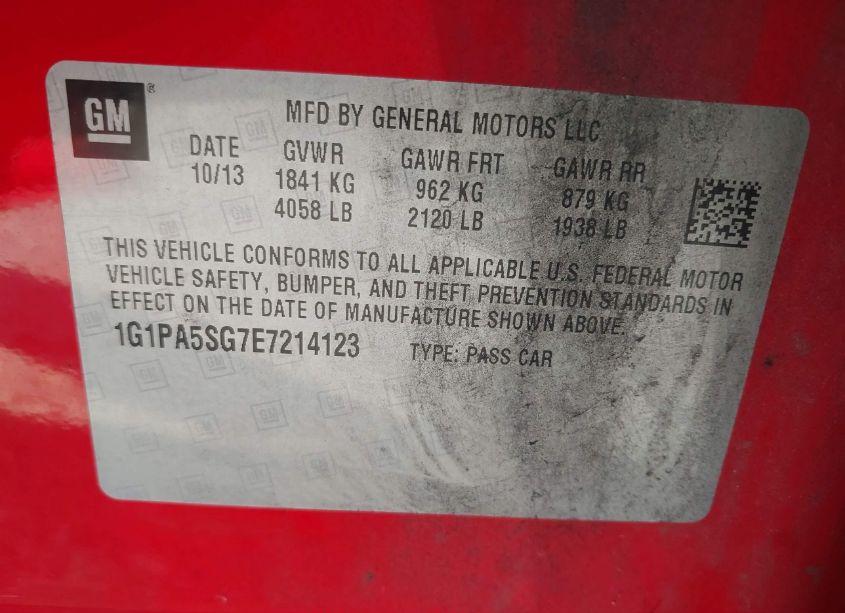 GM
MFD BY GENERAL MOTORS LLC
DATE GVWR GAWR FRT GAWR RR
10/13 1841 KG 962 KG 879 KG
4058 LB 2120 LB 1938 LB
THIS VEHICLE CONFORMS TO ALL APPLICABLE U.S. FEDERAL MOTOR
VEHICLE SAFETY, BUMPER, AND THEFT PREVENTION STANDARDS IN
EFFECT ON THE DATE OF MANUFACTURE SHOWN ABOVE.
1G1PA5SG7E7214123 TYPE: PASS CAR